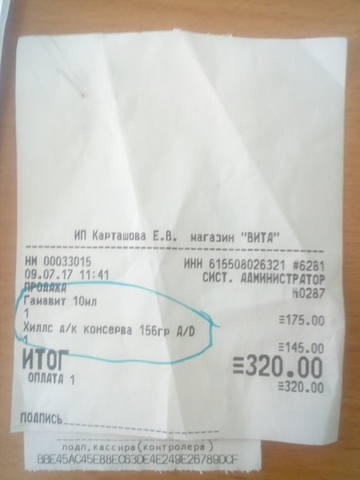 ИП Карташова Е.В. магазин "ВИТА"
НМ 00033015 ИНН 615508026321 #6281
09.07.17 11:41 СИСТ. АДМИНИСТРАТОР
ПРОДАЖА №0287
Гамавит 10мл
1 ≡175.00
Хиллс д/к консерва 156гр A/D
1 ≡145.00
ИТОГ ≡320.00
ОПЛАТА 1 ≡320.00
ПОДПИСЬ
подп.кассира(контролера)